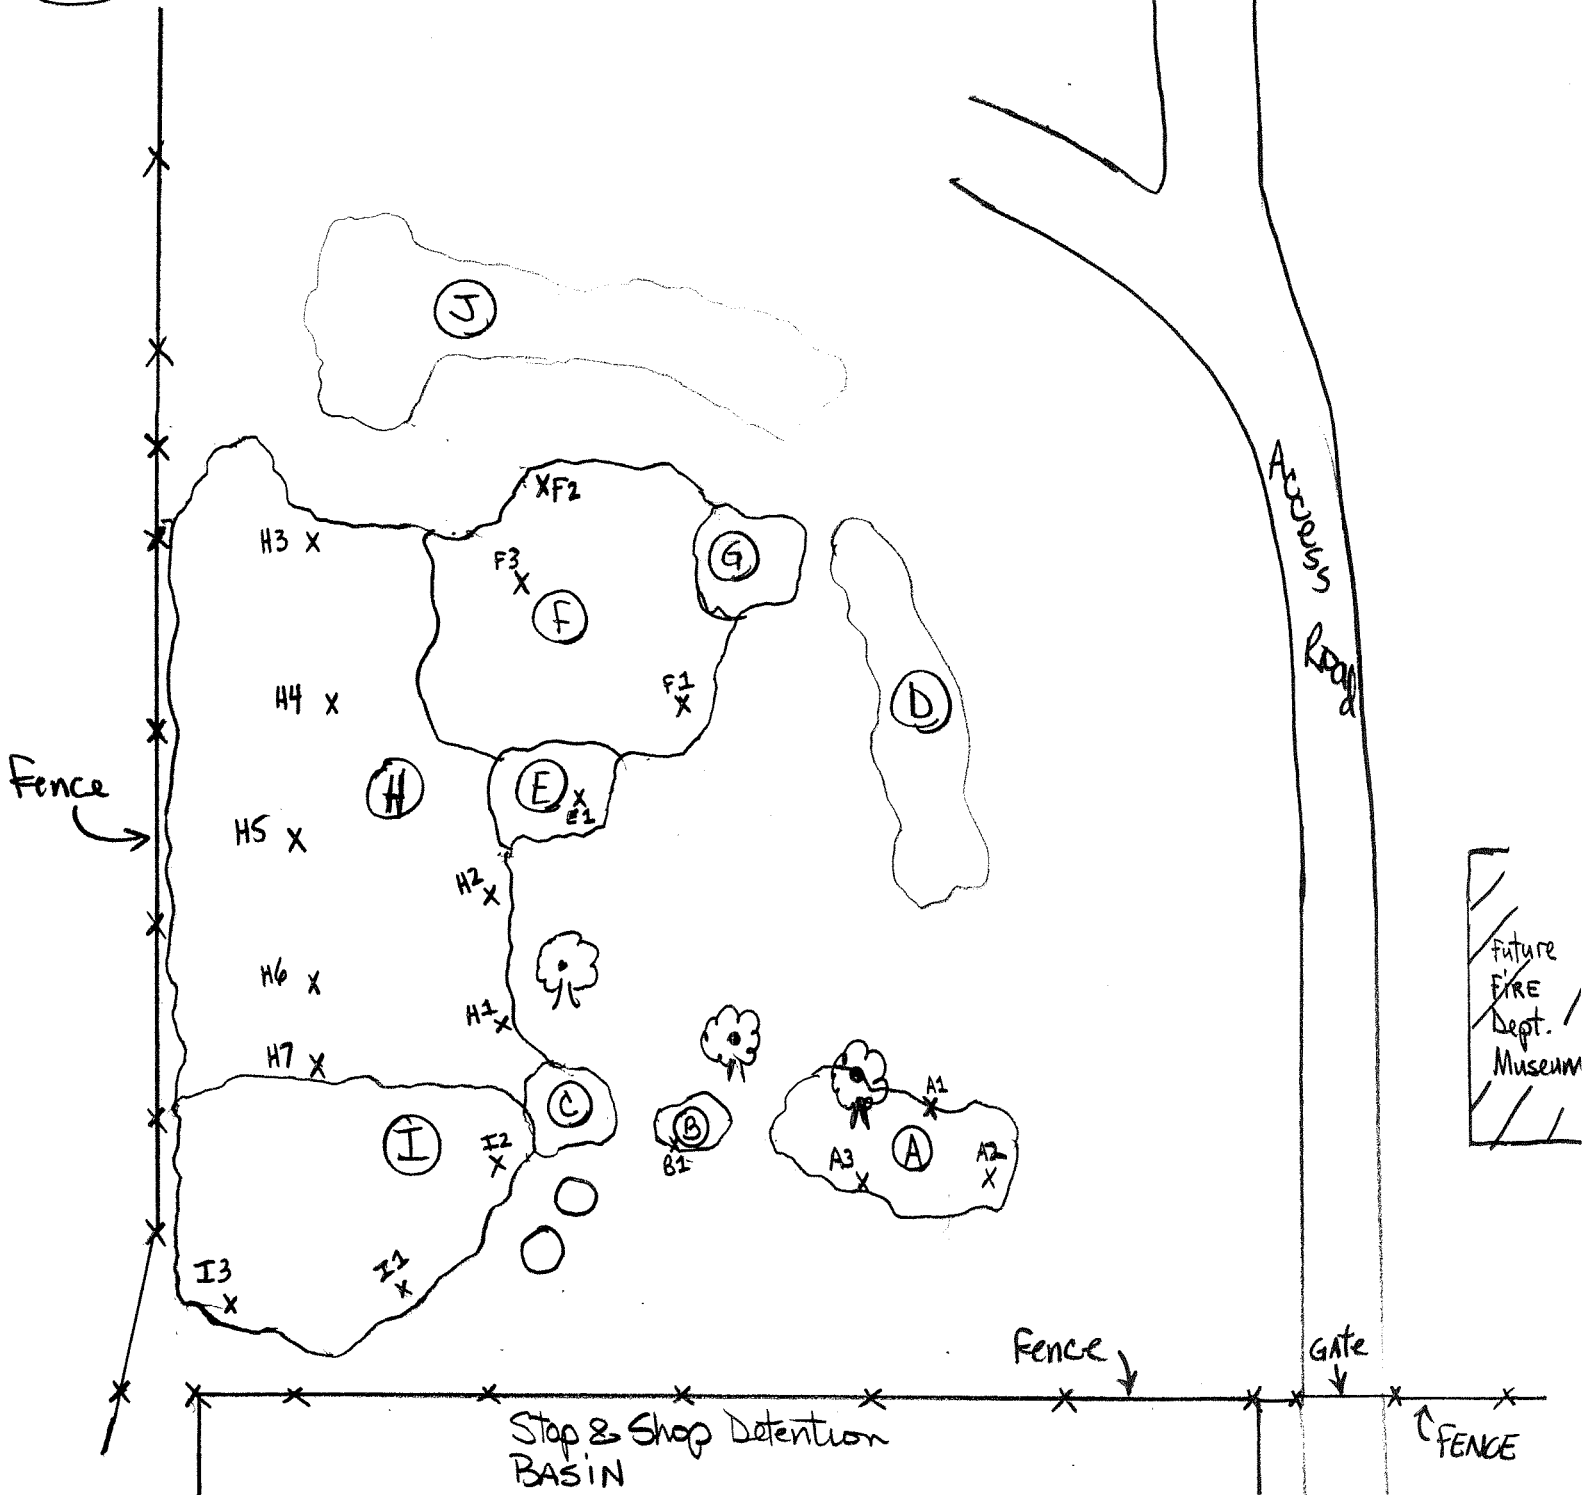 J
XF2
H3 X
F3
X
G
F
F1
X
H4 X
D
Fence
H
E
X
E1
H5 X
H2
X
H6 X
H1
X
H7
X
C
B
X
B1
A1
X
A
A2
X
A3
X
I
I2
X
I3
X
I1
X
Access
Road
Future
FIRE
Dept.
Museum
Fence
GAte
FENCE
Stop & Shop Detention
BASiN